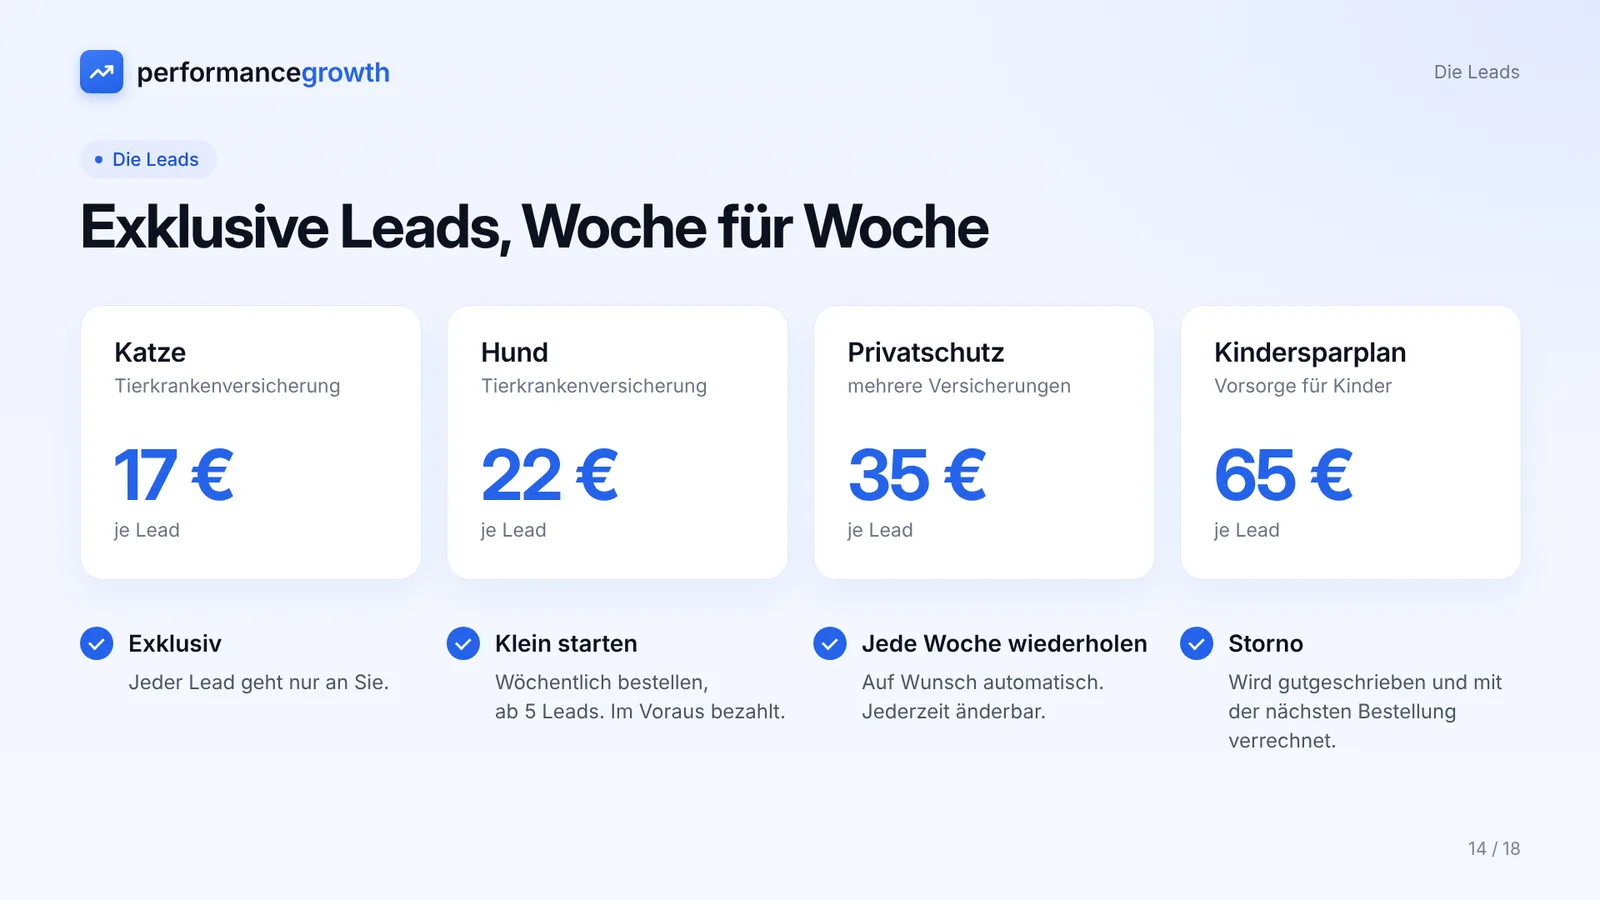 performancegrowth
Die Leads
Die Leads
Exklusive Leads, Woche für Woche
Katze
Tierkrankenversicherung
17 €
je Lead
Hund
Tierkrankenversicherung
22 €
je Lead
Privatschutz
mehrere Versicherungen
35 €
je Lead
Kindersparplan
Vorsorge für Kinder
65 €
je Lead
Exklusiv
Jeder Lead geht nur an Sie.
Klein starten
Wöchentlich bestellen,
ab 5 Leads. Im Voraus bezahlt.
Jede Woche wiederholen
Auf Wunsch automatisch.
Jederzeit änderbar.
Storno
Wird gutgeschrieben und mit
der nächsten Bestellung
verrechnet.
14 / 18